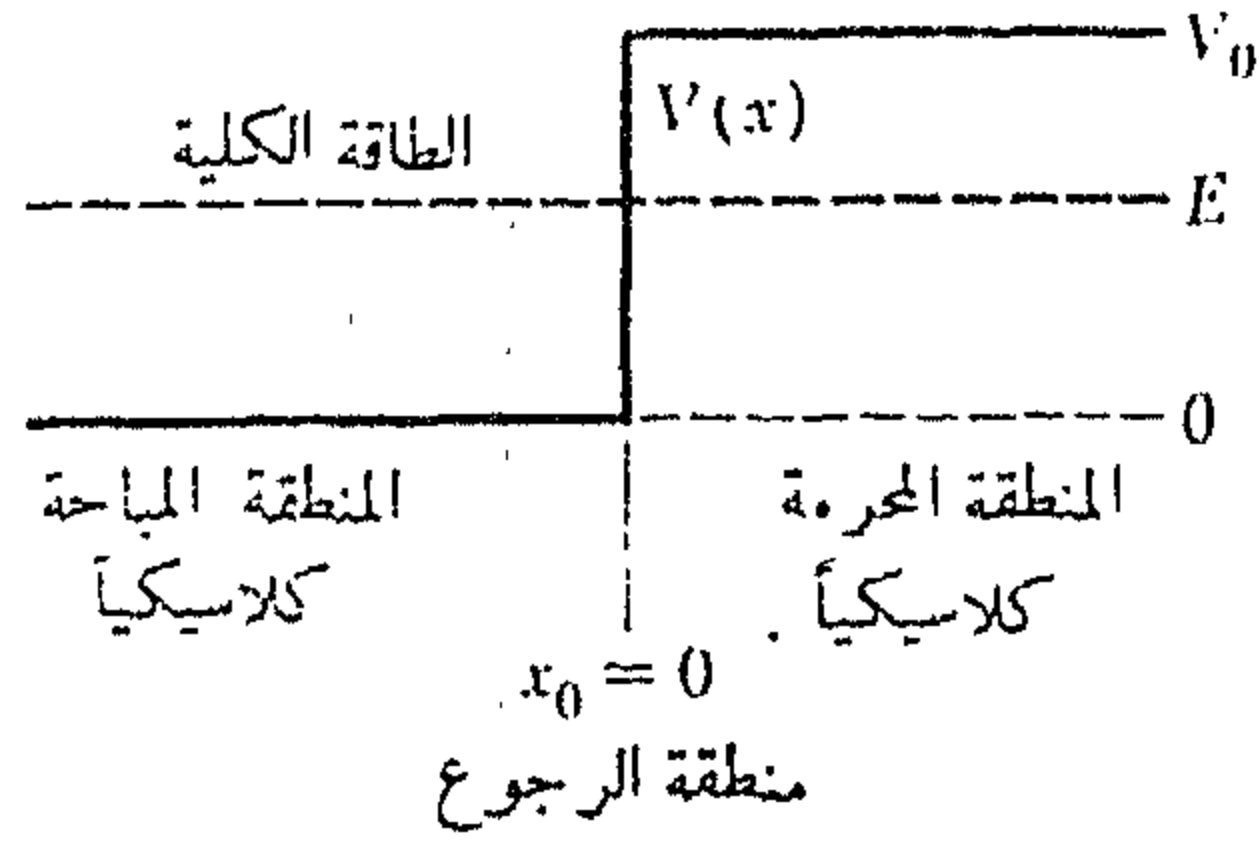 V₀
V(x)
الطاقة الكلية
E
0
المنطقة المحرمة
كلاسيكياً
المنطقة المباحة
كلاسيكياً
x₀ = 0
منطقة الرجوع